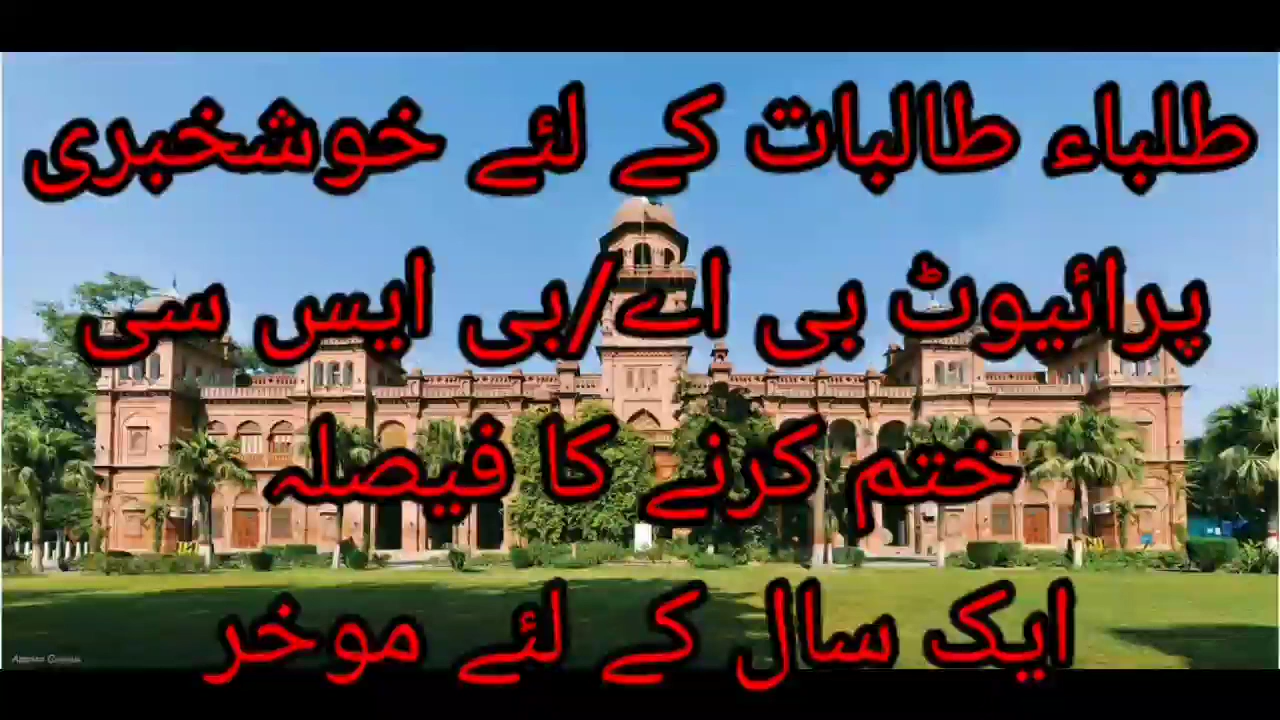 طلباء طالبات کے لئے خوشخبری
پرائیوٹ بی اے/بی ایس سی
ختم کرنے کا فیصلہ
ایک سال کے لئے موخر